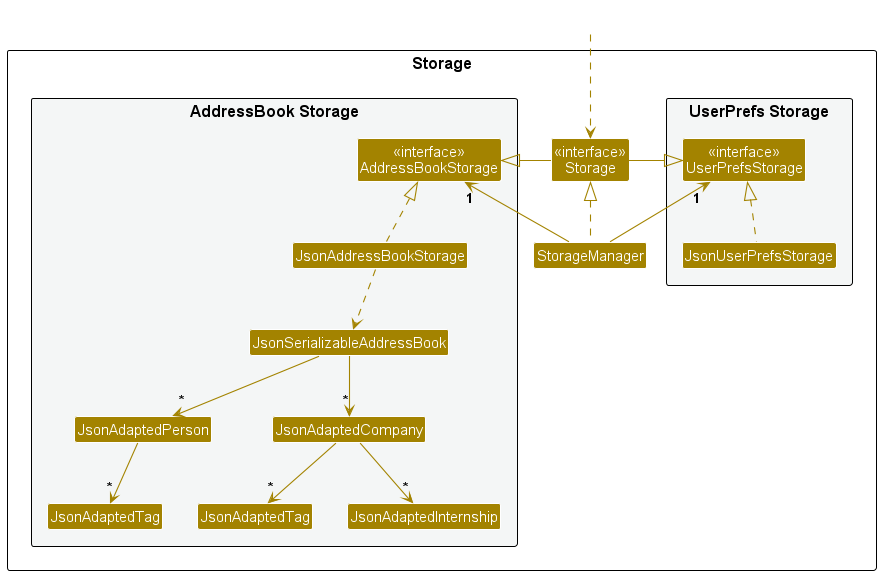 Storage
AddressBook Storage
UserPrefs Storage
«interface»
AddressBookStorage
«interface»
Storage
«interface»
UserPrefsStorage
1
1
JsonAddressBookStorage
StorageManager
JsonUserPrefsStorage
JsonSerializableAddressBook
*
*
JsonAdaptedPerson
JsonAdaptedCompany
*
*
*
JsonAdaptedTag
JsonAdaptedTag
JsonAdaptedInternship